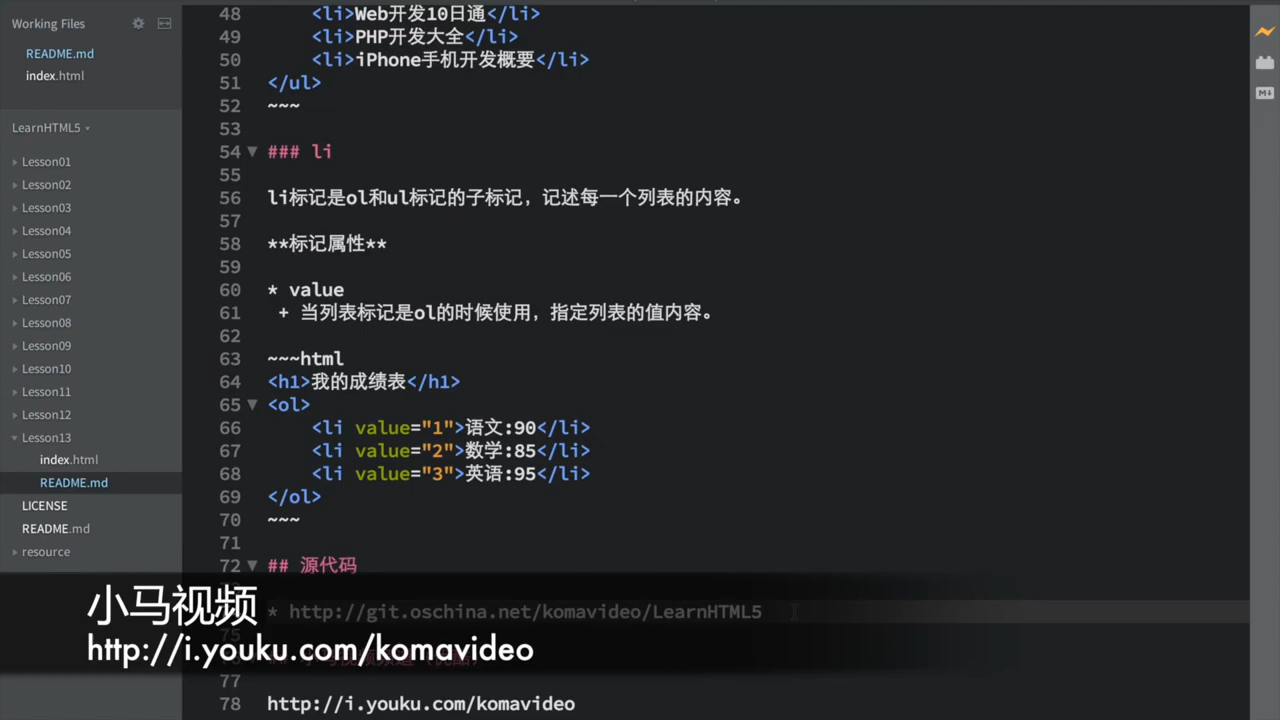 Working Files
README.md
index.html
LearnHTML5
Lesson01
Lesson02
Lesson03
Lesson04
Lesson05
Lesson06
Lesson07
Lesson08
Lesson09
Lesson10
Lesson11
Lesson12
Lesson13
index.html
README.md
LICENSE
README.md
resource
48 <li>Web开发10日通</li>
49 <li>PHP开发大全</li>
50 <li>iPhone手机开发概要</li>
51 </ul>
52 ~~~
53
54 ### li
55
56 li标记是ol和ul标记的子标记，记述每一个列表的内容。
57
58 **标记属性**
59
60 * value
61 + 当列表标记是ol的时候使用，指定列表的值内容。
62
63 ~~~html
64 <h1>我的成绩表</h1>
65 <ol>
66 <li value="1">语文:90</li>
67 <li value="2">数学:85</li>
68 <li value="3">英语:95</li>
69 </ol>
70 ~~~
71
72 ## 源代码
* http://git.oschina.net/komavideo/LearnHTML5
75
77
78 http://i.youku.com/komavideo
小马视频
http://i.youku.com/komavideo
M↓